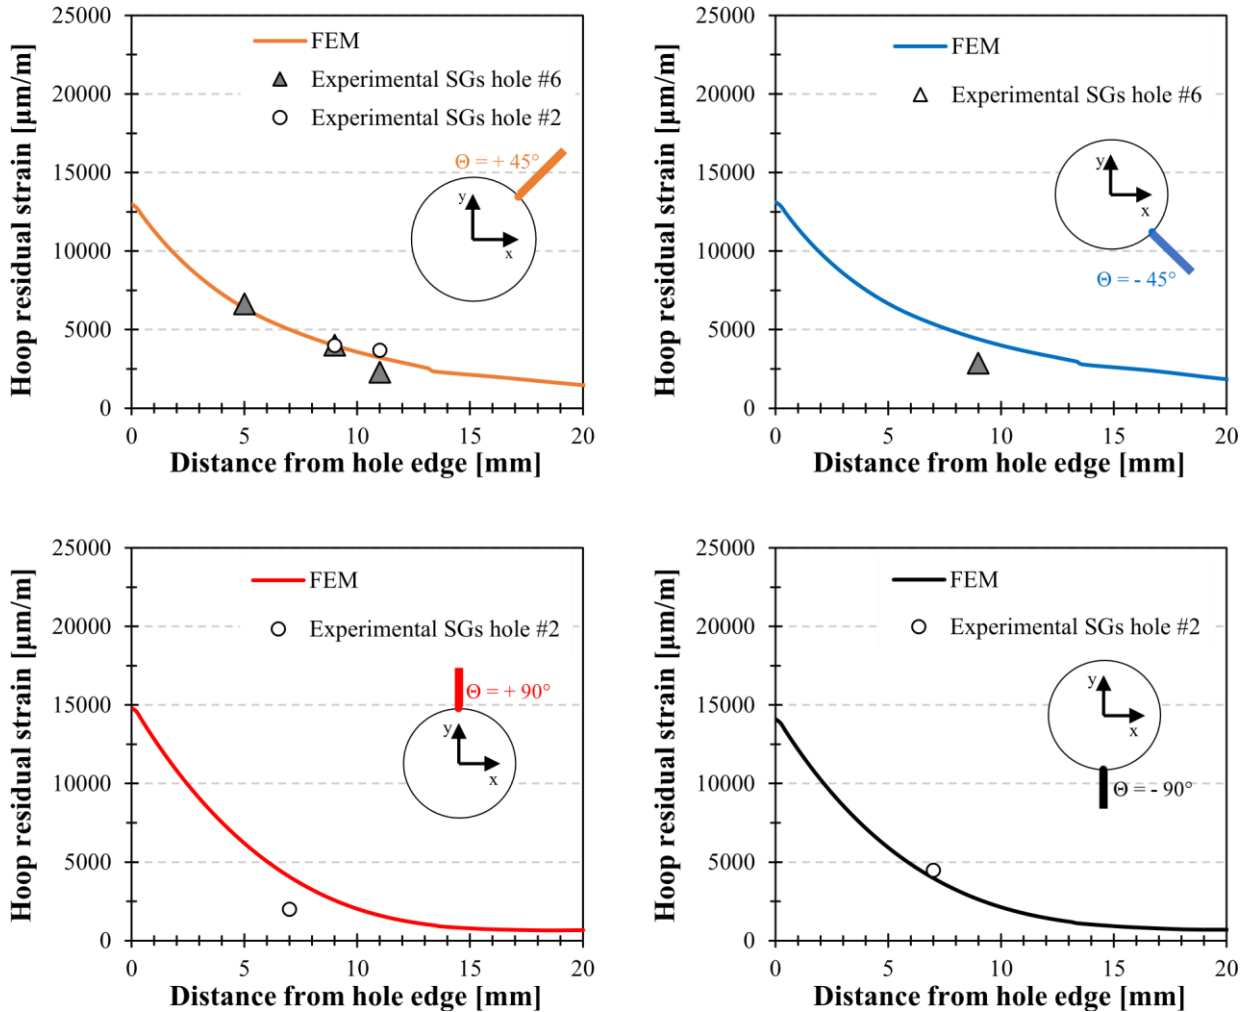 25000
20000
15000
10000
5000
0
Hoop residual strain [µm/m]
FEM
Experimental SGs hole #6
Experimental SGs hole #2
Θ = + 45°
y
x
0 5 10 15 20
Distance from hole edge [mm]
25000
20000
15000
10000
5000
0
Hoop residual strain [µm/m]
FEM
Experimental SGs hole #6
y
x
Θ = - 45°
0 5 10 15 20
Distance from hole edge [mm]
25000
20000
15000
10000
5000
0
Hoop residual strain [µm/m]
FEM
Experimental SGs hole #2
Θ = + 90°
y
x
0 5 10 15 20
Distance from hole edge [mm]
25000
20000
15000
10000
5000
0
Hoop residual strain [µm/m]
FEM
Experimental SGs hole #2
y
x
Θ = - 90°
0 5 10 15 20
Distance from hole edge [mm]